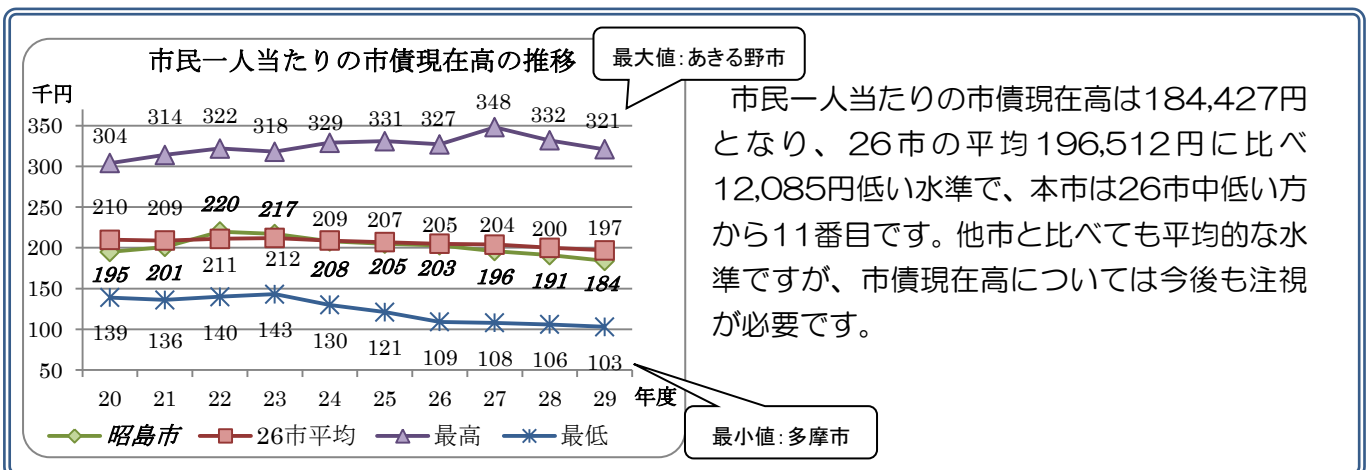 市民一人当たりの市債現在高の推移
最大値：あきる野市
千円
350
300
250
200
150
100
50
304 314 322 318 329 331 327 348 332 321
210 209 220 217 209 207 205 204 200 197
195 201 211 212 208 205 203 196 191 184
139 136 140 143 130 121 109 108 106 103
20 21 22 23 24 25 26 27 28 29 年度
昭島市 26市平均 最高 最低
最小値：多摩市
市民一人当たりの市債現在高は184,427円
となり、26市の平均196,512円に比べ
12,085円低い水準で、本市は26市中低い方
から11番目です。他市と比べても平均的な水
準ですが、市債現在高については今後も注視
が必要です。